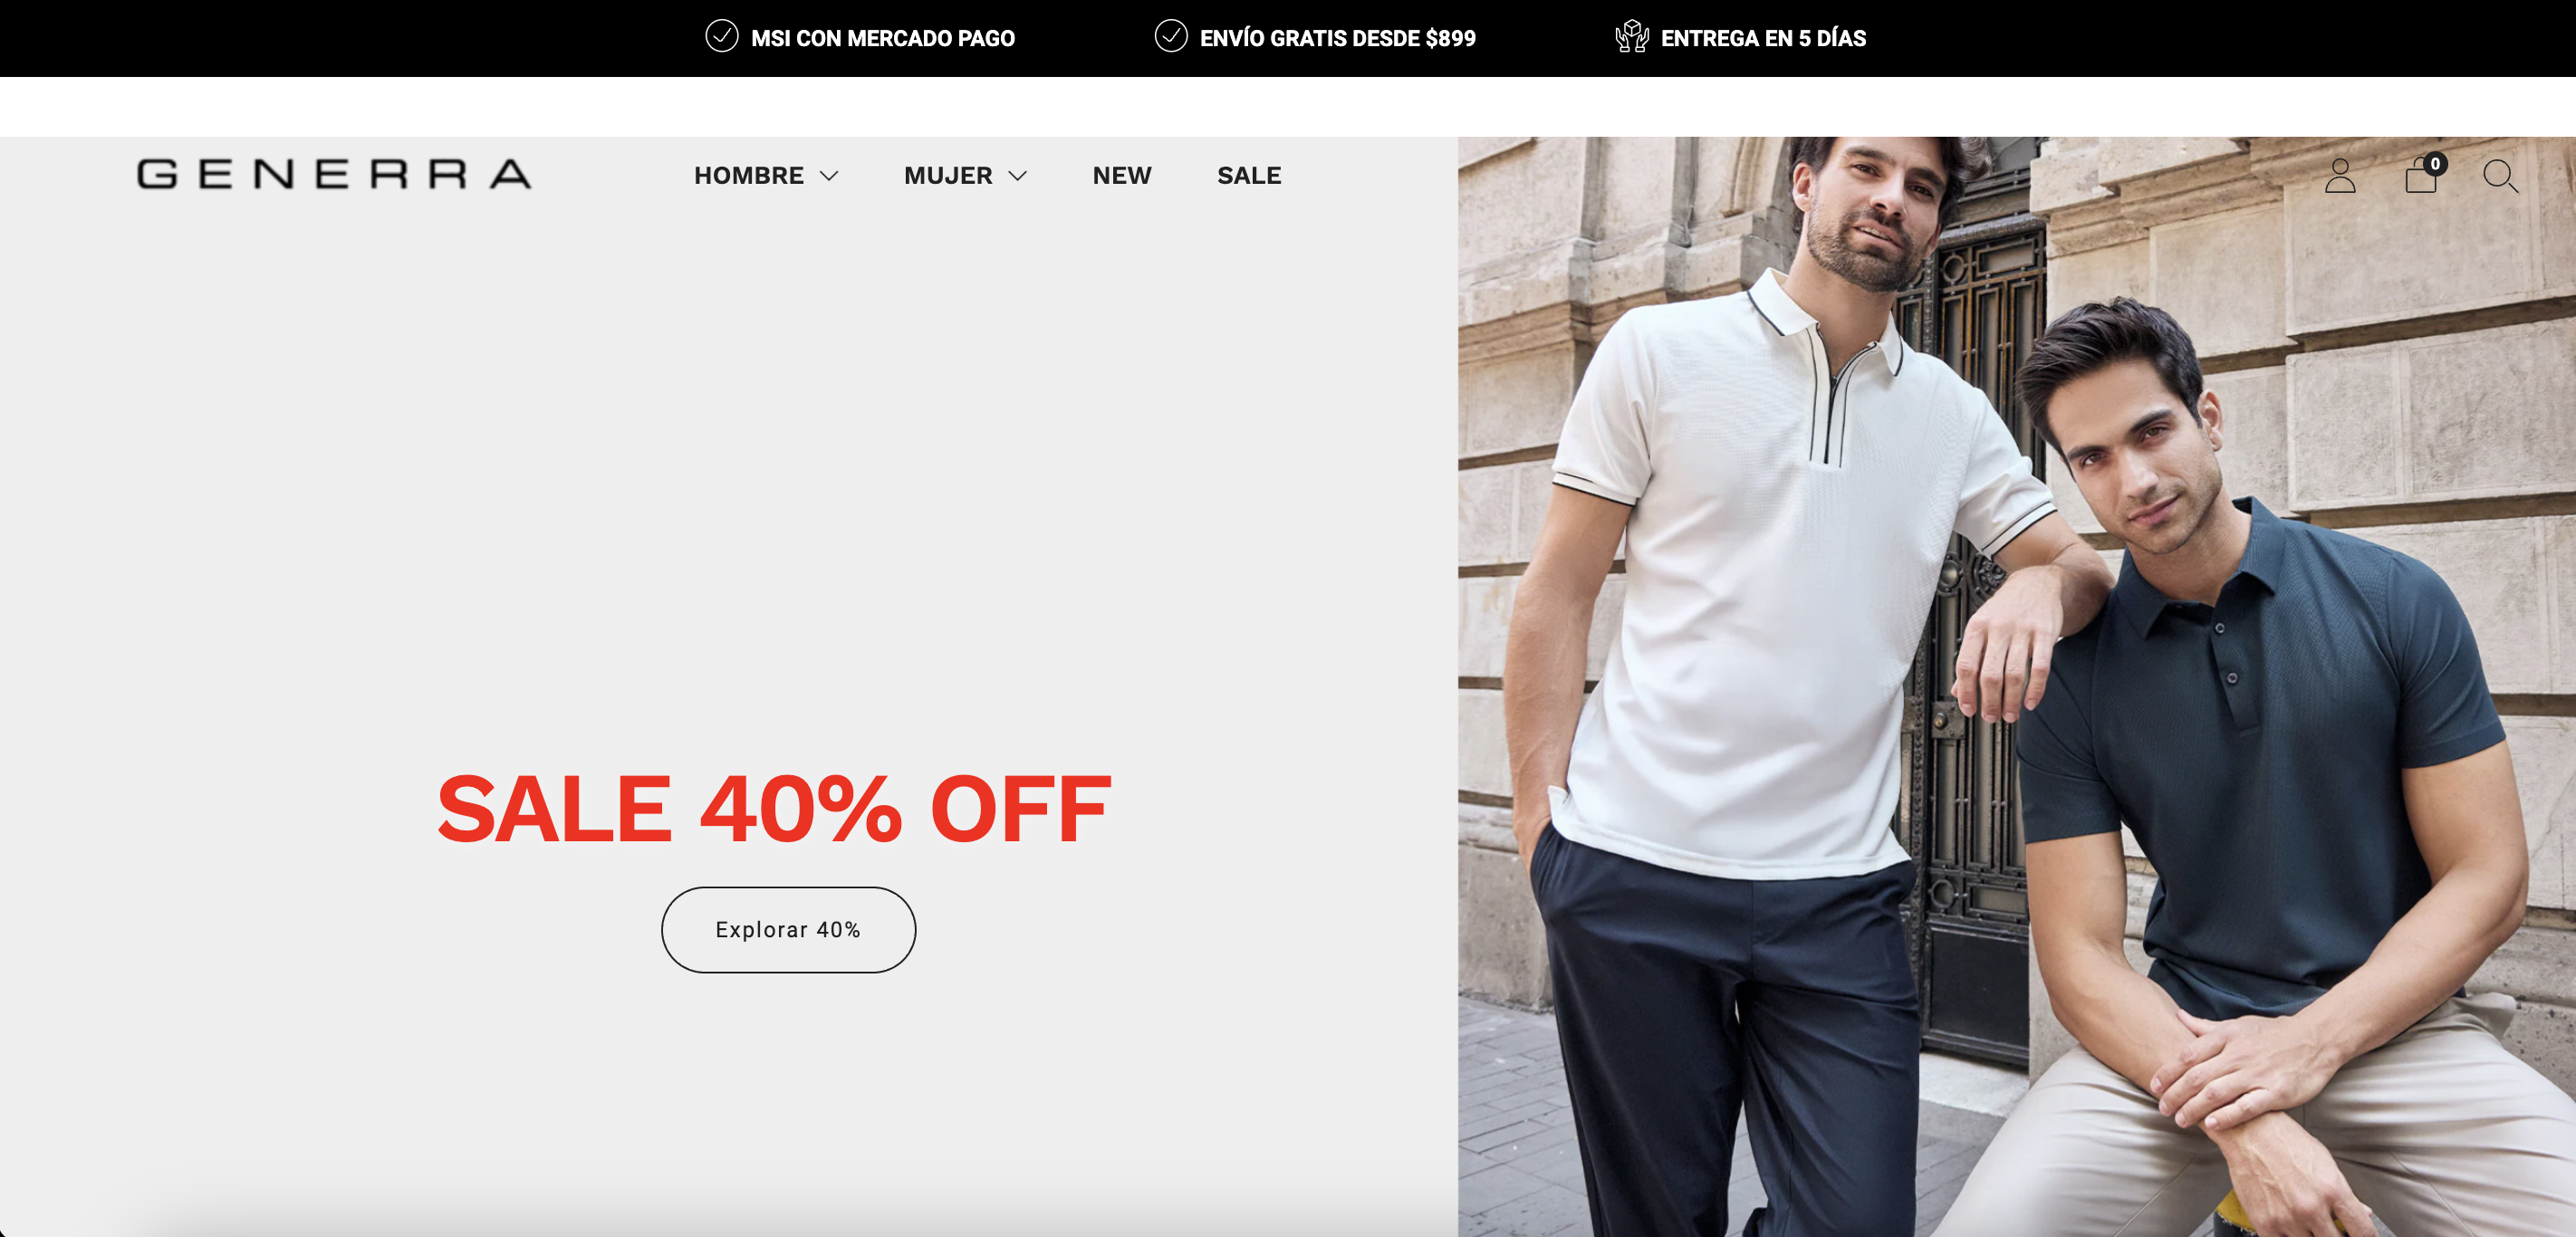 MSI CON MERCADO PAGO
ENVÍO GRATIS DESDE $899
ENTREGA EN 5 DÍAS
GENERRA
HOMBRE
MUJER
NEW
SALE
0
SALE 40% OFF
Explorar 40%